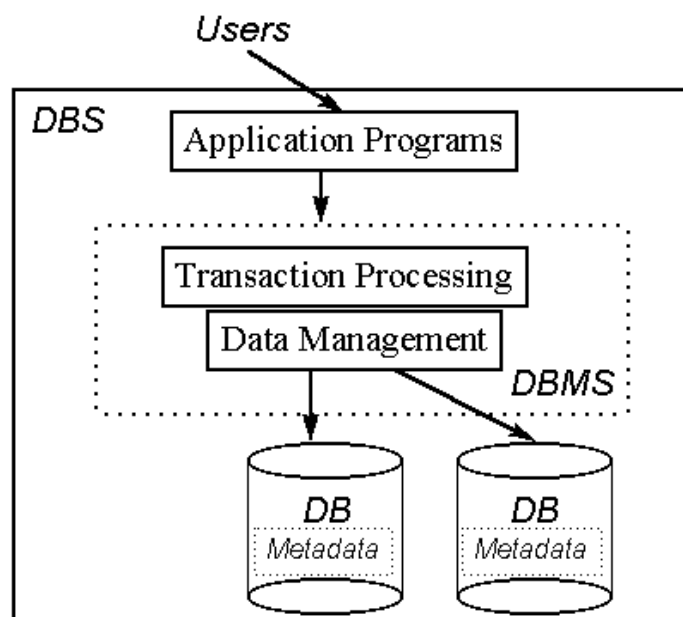 Users
DBS
Application Programs
Transaction Processing
Data Management
DBMS
DB
Metadata
DB
Metadata